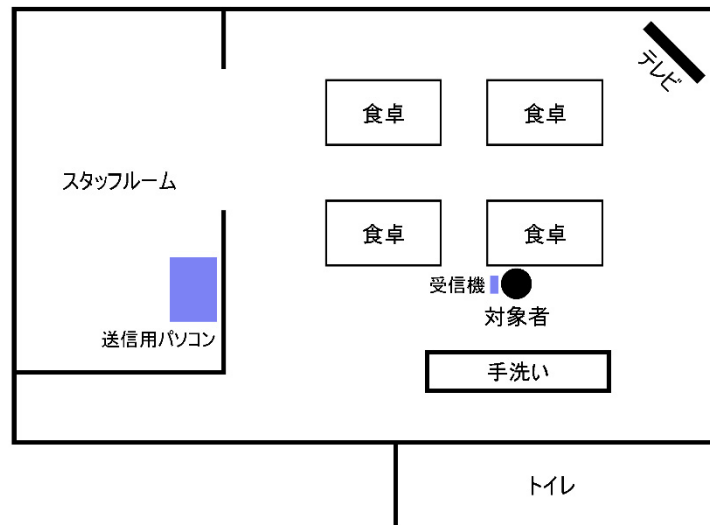 テレビ
食卓
食卓
スタッフルーム
食卓
食卓
受信機
対象者
送信用パソコン
手洗い
トイレ